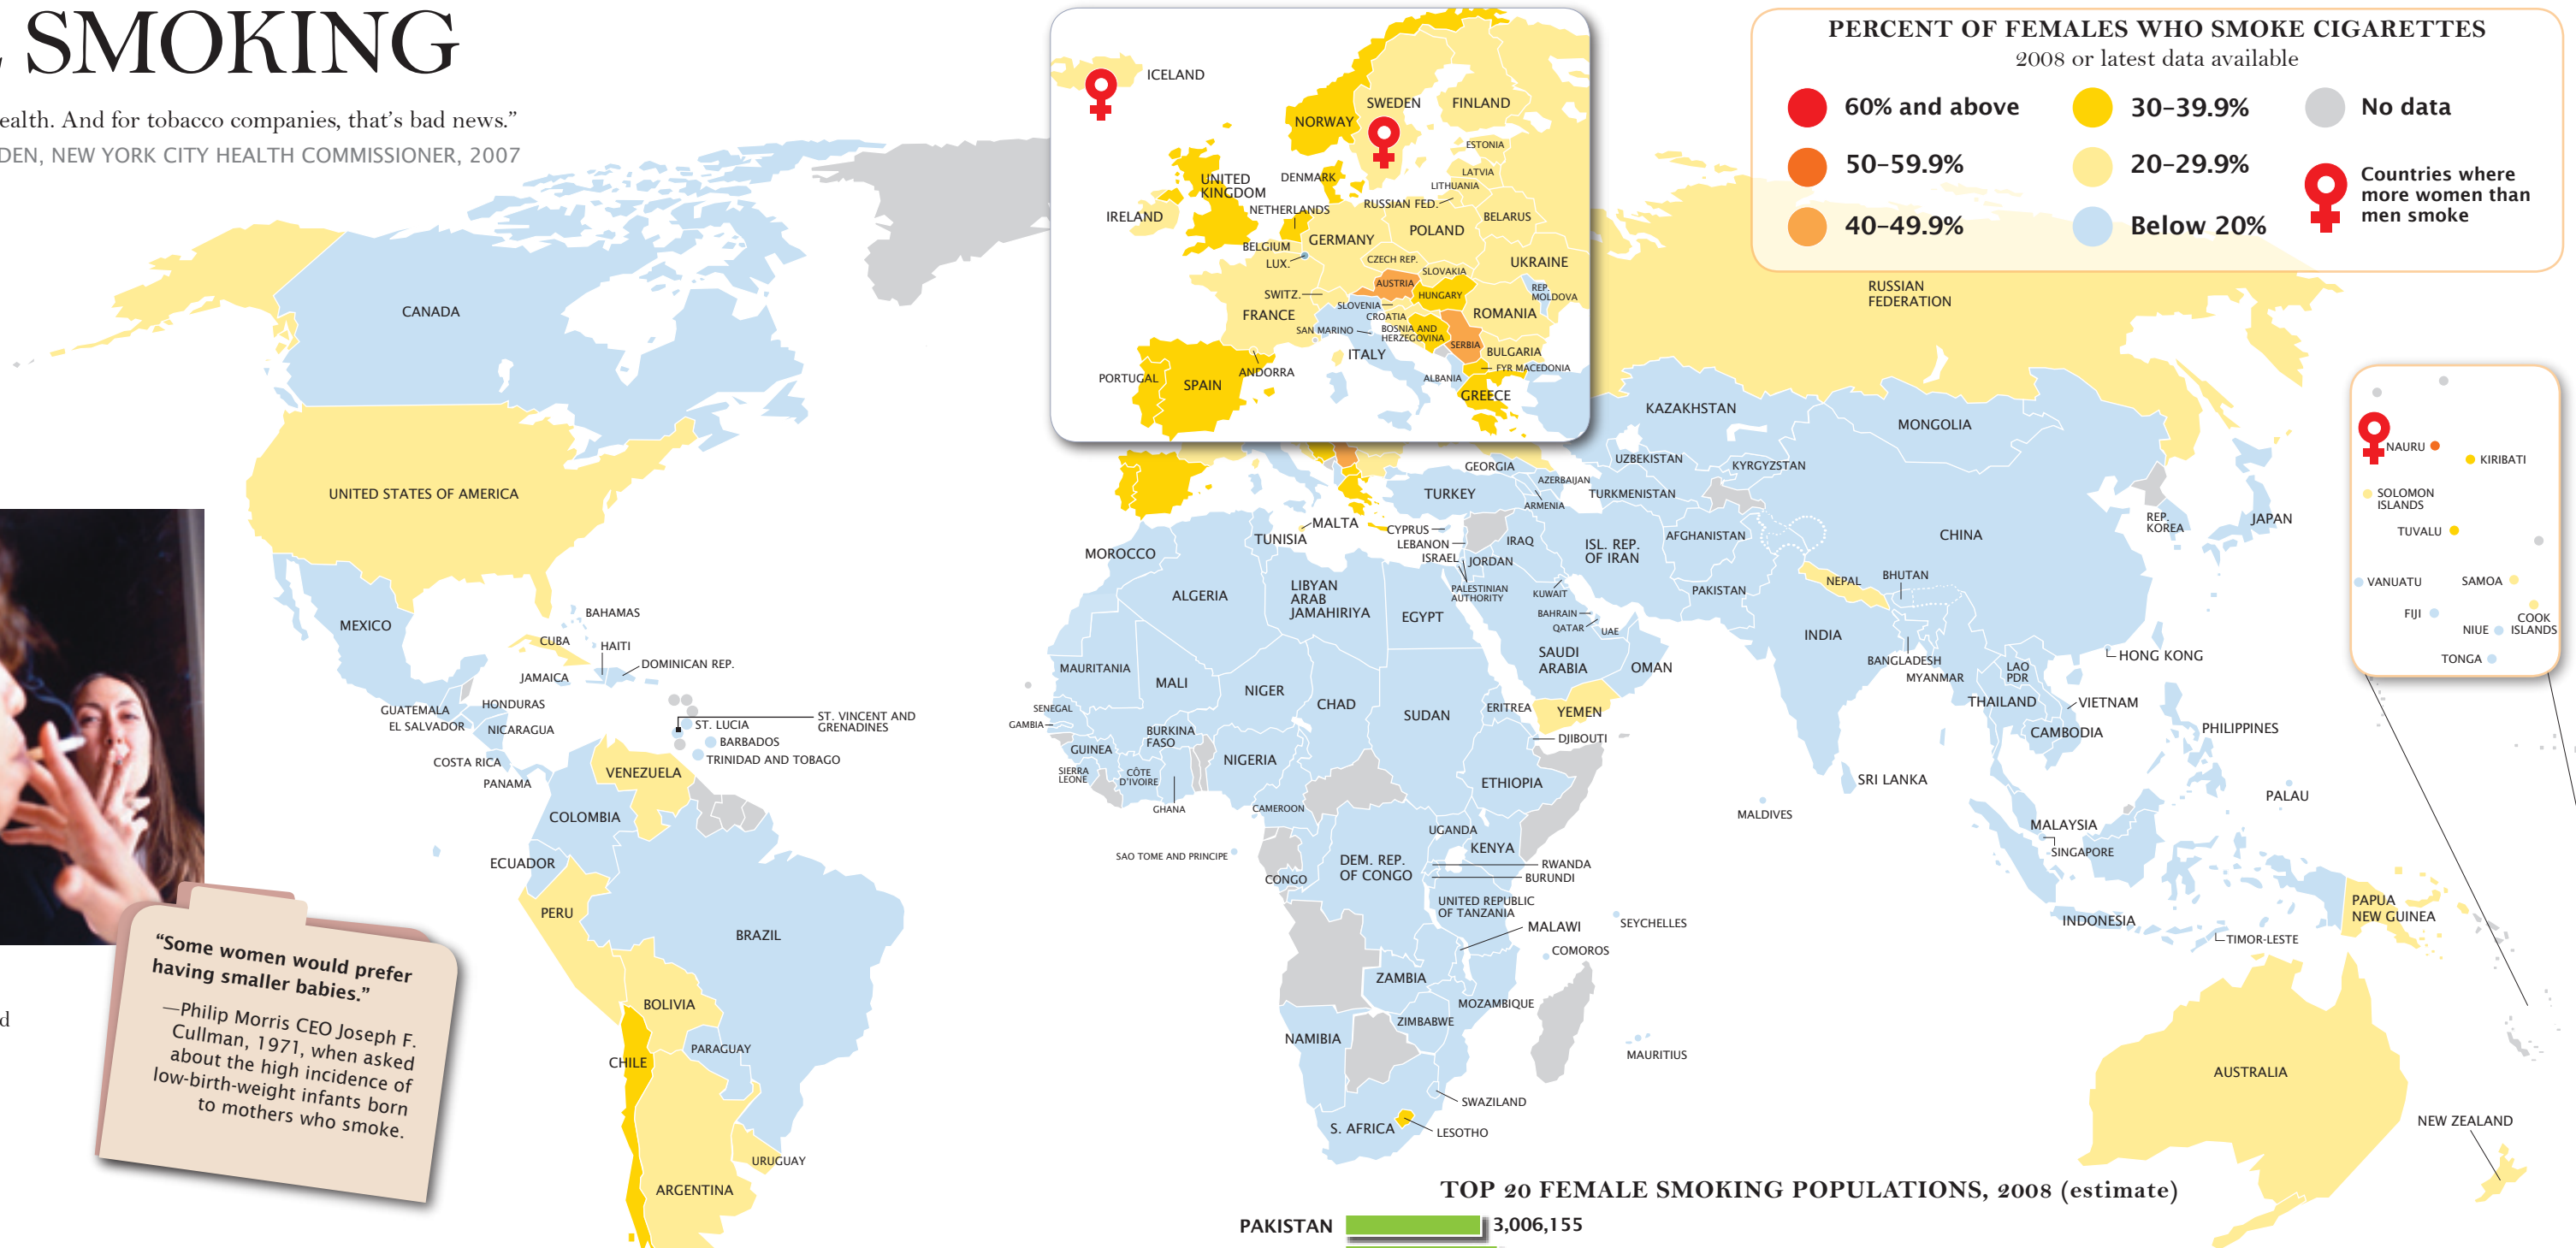 SMOKING
ealth. And for tobacco companies, that’s bad news.”
DEN, NEW YORK CITY HEALTH COMMISSIONER, 2007
PERCENT OF FEMALES WHO SMOKE CIGARETTES
2008 or latest data available
60% and above
50–59.9%
40–49.9%
30–39.9%
20–29.9%
Below 20%
No data
Countries where
more women than
men smoke
ICELAND
SWEDEN
FINLAND
NORWAY
ESTONIA
UNITED
KINGDOM
DENMARK
LATVIA
LITHUANIA
NETHERLANDS
RUSSIAN FED.
IRELAND
BELARUS
POLAND
GERMANY
BELGIUM
LUX.
CZECH REP.
UKRAINE
SLOVAKIA
AUSTRIA
HUNGARY
REP.
MOLDOVA
SWITZ.
SLOVENIA
FRANCE
CROATIA
ROMANIA
SAN MARINO
BOSNIA AND
HERZEGOVINA
SERBIA
BULGARIA
ITALY
FYR MACEDONIA
ANDORRA
PORTUGAL
SPAIN
ALBANIA
GREECE
CANADA
UNITED STATES OF AMERICA
MEXICO
BAHAMAS
CUBA
HAITI
DOMINICAN REP.
JAMAICA
HONDURAS
GUATEMALA
EL SALVADOR
NICARAGUA
ST. LUCIA
ST. VINCENT AND
GRENADINES
BARBADOS
TRINIDAD AND TOBAGO
COSTA RICA
PANAMA
VENEZUELA
COLOMBIA
ECUADOR
PERU
BRAZIL
BOLIVIA
PARAGUAY
CHILE
URUGUAY
ARGENTINA
RUSSIAN
FEDERATION
KAZAKHSTAN
MONGOLIA
UZBEKISTAN
KYRGYZSTAN
GEORGIA
AZERBAIJAN
TURKMENISTAN
TURKEY
ARMENIA
MALTA
CYPRUS
TUNISIA
LEBANON
IRAQ
ISL. REP.
OF IRAN
AFGHANISTAN
CHINA
REP.
KOREA
JAPAN
MOROCCO
ISRAEL
JORDAN
PALESTINIAN
AUTHORITY
KUWAIT
PAKISTAN
NEPAL
BHUTAN
ALGERIA
LIBYAN
ARAB
JAMAHIRIYA
EGYPT
BAHRAIN
QATAR
UAE
INDIA
SAUDI
ARABIA
OMAN
BANGLADESH
MYANMAR
LAO
PDR
HONG KONG
MAURITANIA
MALI
NIGER
CHAD
SUDAN
ERITREA
YEMEN
THAILAND
VIETNAM
SENEGAL
GAMBIA
BURKINA
FASO
DJIBOUTI
CAMBODIA
PHILIPPINES
GUINEA
NIGERIA
SIERRA
LEONE
CÔTE
D’IVOIRE
ETHIOPIA
SRI LANKA
GHANA
CAMEROON
MALDIVES
PALAU
UGANDA
KENYA
MALAYSIA
SINGAPORE
SAO TOME AND PRINCIPE
CONGO
DEM. REP.
OF CONGO
RWANDA
BURUNDI
UNITED REPUBLIC
OF TANZANIA
MALAWI
SEYCHELLES
COMOROS
INDONESIA
TIMOR-LESTE
PAPUA
NEW GUINEA
ZAMBIA
MOZAMBIQUE
ZIMBABWE
NAMIBIA
MAURITIUS
SWAZILAND
S. AFRICA
LESOTHO
AUSTRALIA
NEW ZEALAND
NAURU
KIRIBATI
SOLOMON
ISLANDS
TUVALU
VANUATU
SAMOA
FIJI
COOK
ISLANDS
NIUE
TONGA
“Some women would prefer
having smaller babies.”
—Philip Morris CEO Joseph F.
Cullman, 1971, when asked
about the high incidence of
low-birth-weight infants born
to mothers who smoke.
d
TOP 20 FEMALE SMOKING POPULATIONS, 2008 (estimate)
PAKISTAN 3,006,155